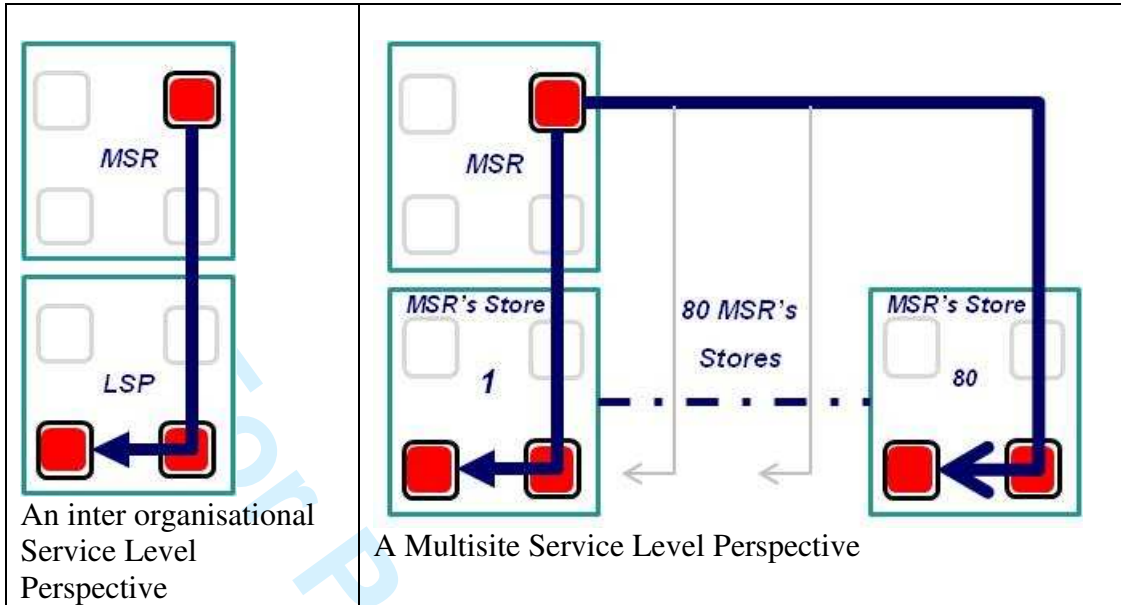 MSR
LSP
An inter organisational
Service Level
Perspective
MSR
MSR's Store
1
80 MSR's
Stores
MSR's Store
80
A Multisite Service Level Perspective
For P